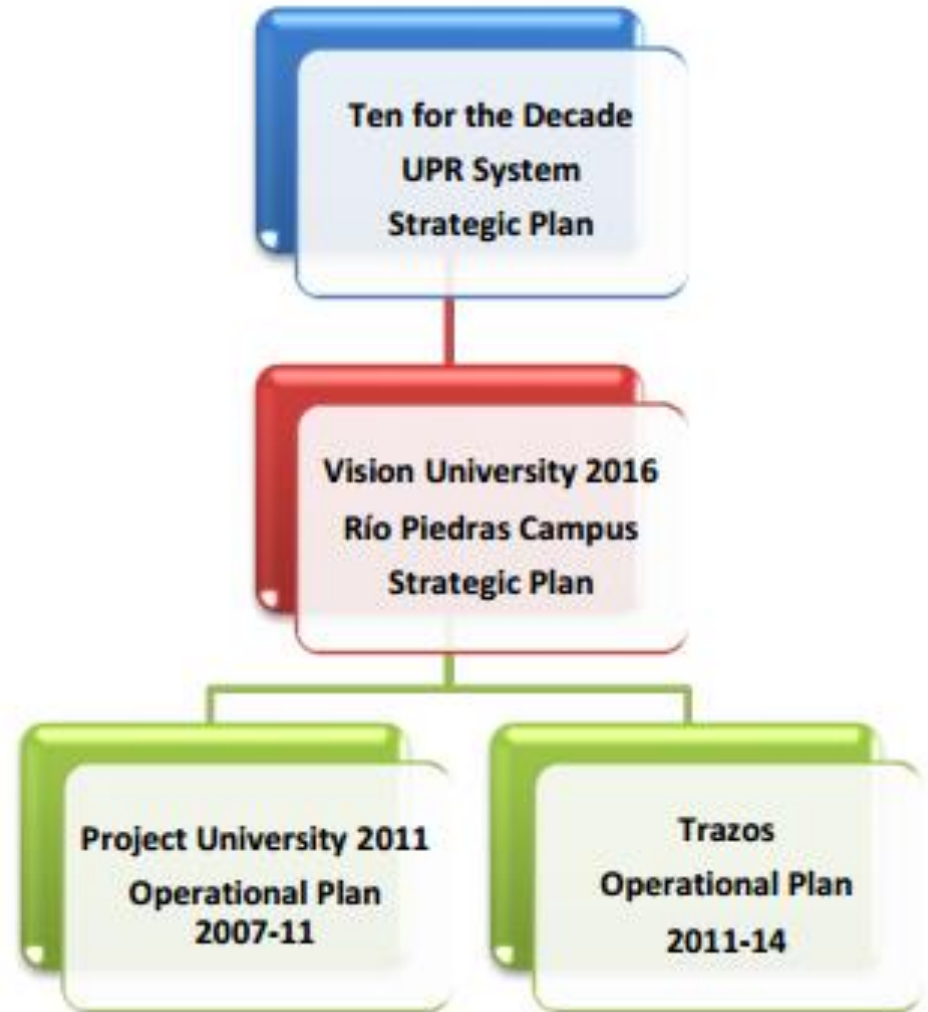 Ten for the Decade
UPR System
Strategic Plan
Vision University 2016
Río Piedras Campus
Strategic Plan
Project University 2011
Operational Plan
2007-11
Trazos
Operational Plan
2011-14